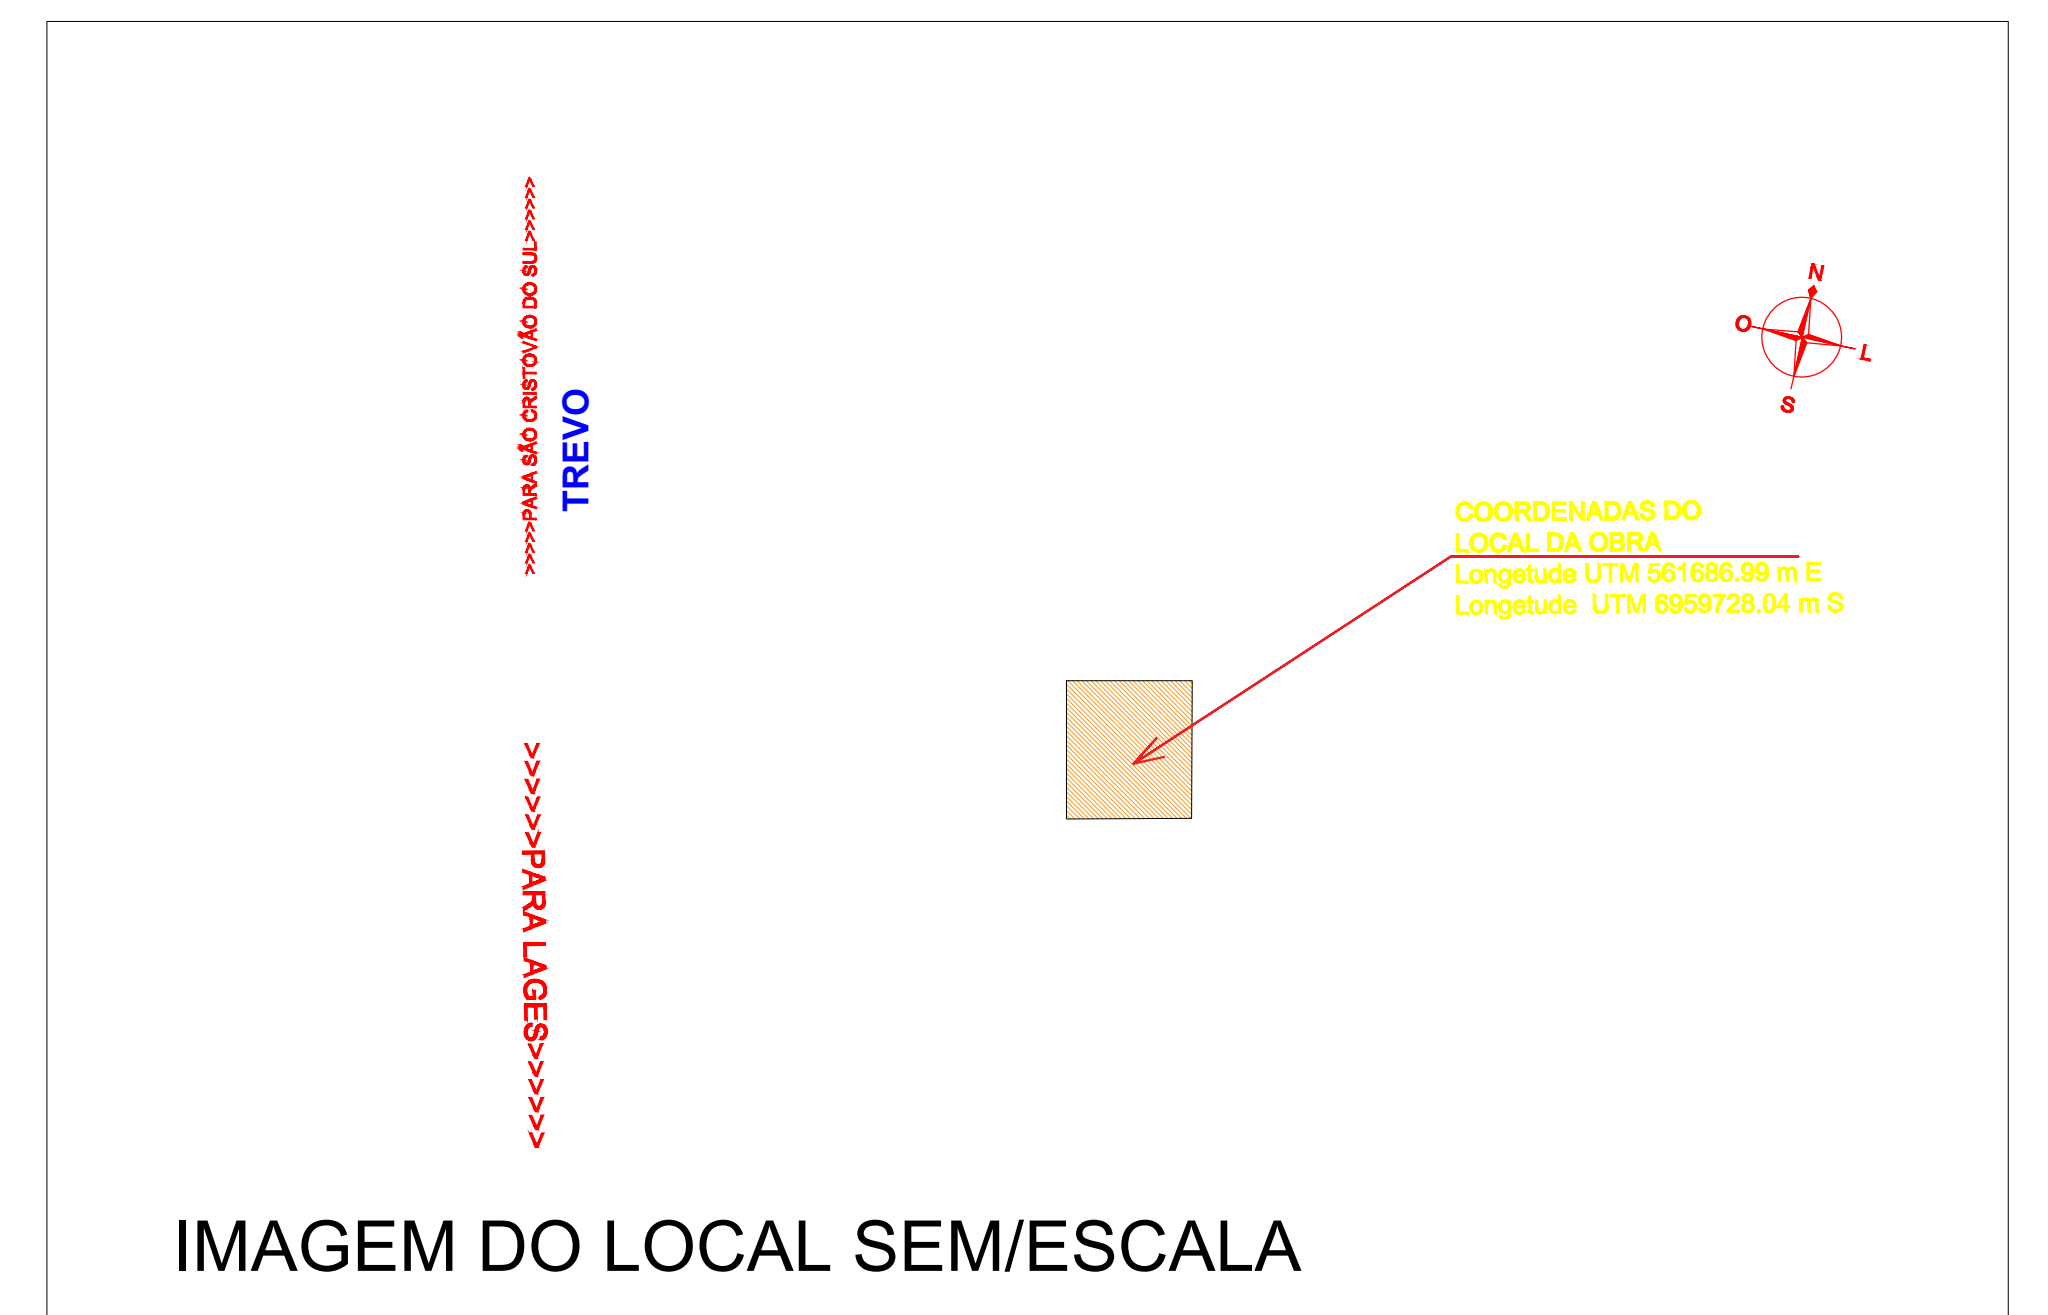 >>>>>PARA SÃO CRISTOVÃO DO SUL>>>>>>
TREVO
N
O
L
S
COORDENADAS DO
LOCAL DA OBRA
Longetude UTM 561686.99 m E
Longetude UTM 6959728.04 m S
<<<<<<PARA LAGES<<<<<<
IMAGEM DO LOCAL SEM/ESCALA